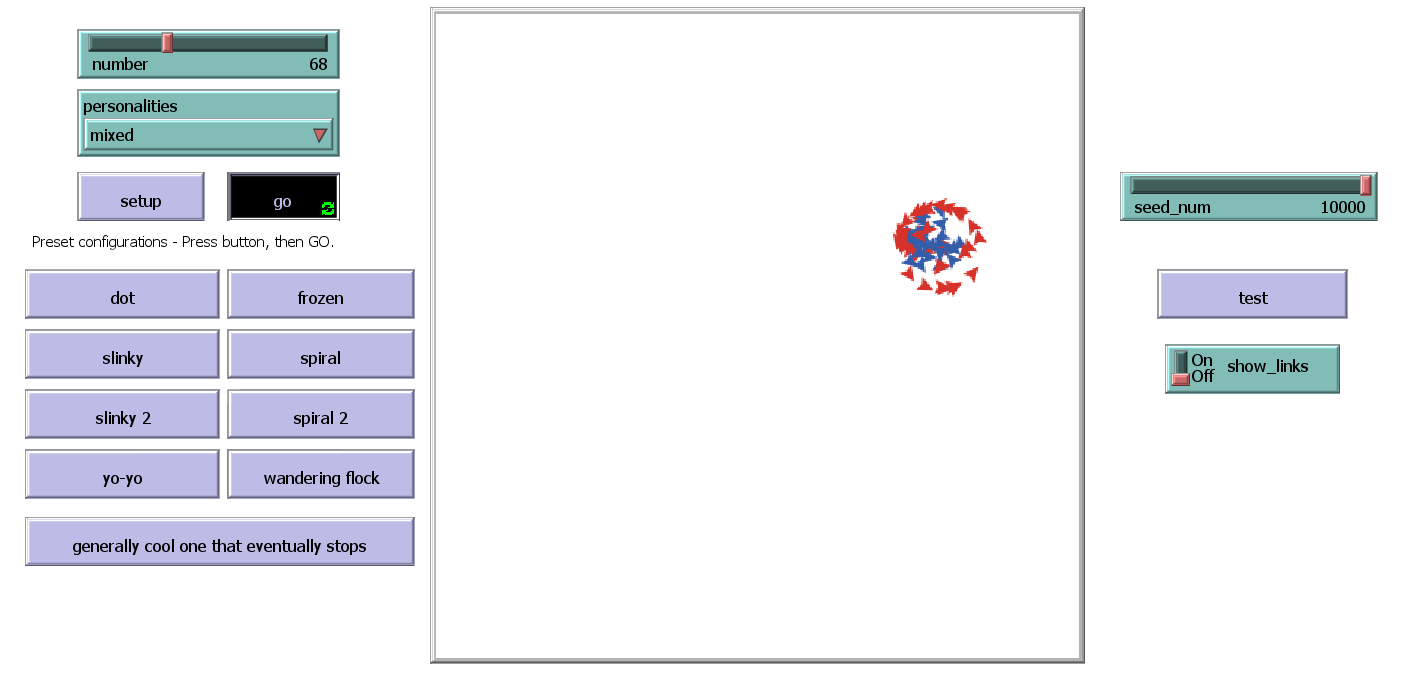 number 68
personalities
mixed
setup
go
Preset configurations - Press button, then GO.
dot
frozen
slinky
spiral
slinky 2
spiral 2
yo-yo
wandering flock
generally cool one that eventually stops
seed_num 10000
test
On
Off
show_links